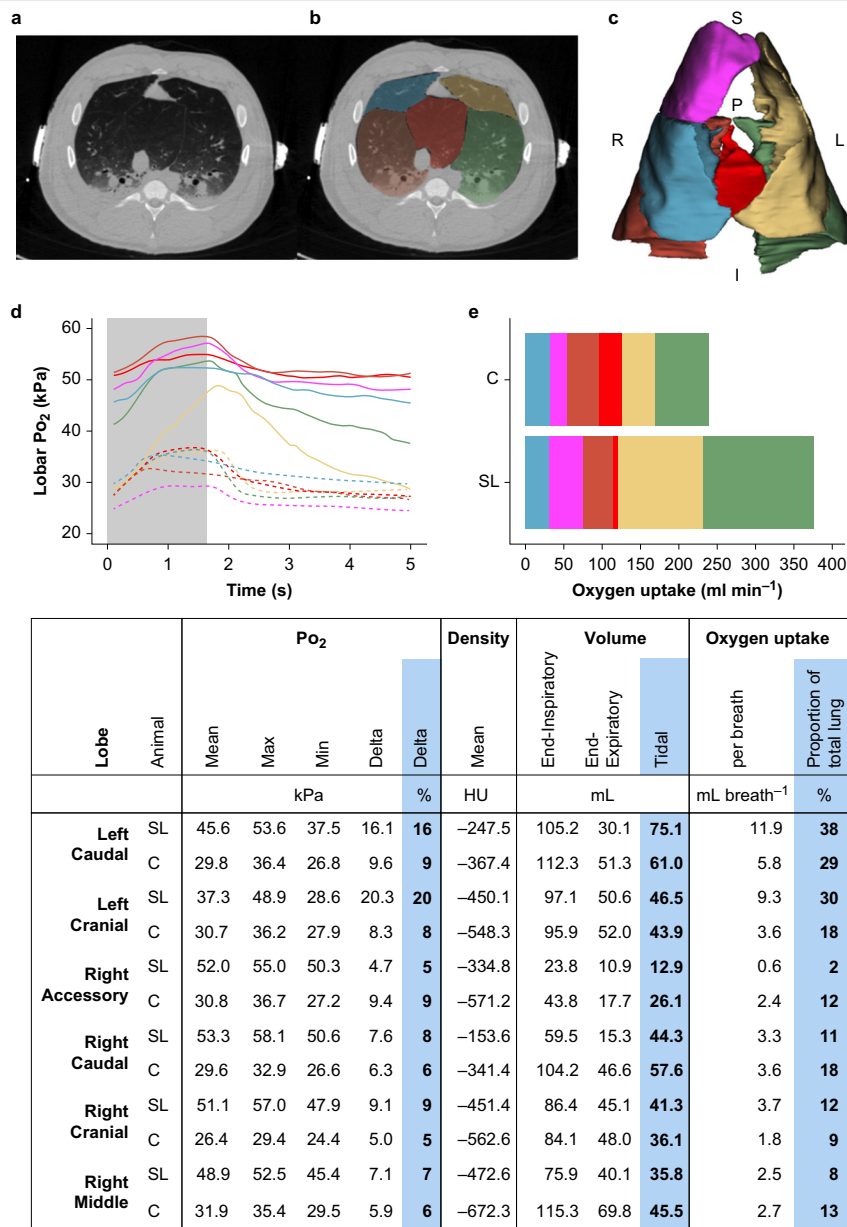 a
b
c
S
P
R
L
I
d
60
50
40
30
20
Lobar Po₂ (kPa)
0 1 2 3 4 5
Time (s)
e
C
SL
0 50 100 150 200 250 300 350 400
Oxygen uptake (ml min⁻¹)
Po₂ Density Volume Oxygen uptake
Lobe Animal Mean Max Min Delta Delta Mean End-Inspiratory End-Expiratory Tidal per breath Proportion of total lung
kPa % HU mL mL breath⁻¹ %
Left Caudal SL 45.6 53.6 37.5 16.1 16 –247.5 105.2 30.1 75.1 11.9 38
C 29.8 36.4 26.8 9.6 9 –367.4 112.3 51.3 61.0 5.8 29
Left Cranial SL 37.3 48.9 28.6 20.3 20 –450.1 97.1 50.6 46.5 9.3 30
C 30.7 36.2 27.9 8.3 8 –548.3 95.9 52.0 43.9 3.6 18
Right Accessory SL 52.0 55.0 50.3 4.7 5 –334.8 23.8 10.9 12.9 0.6 2
C 30.8 36.7 27.2 9.4 9 –571.2 43.8 17.7 26.1 2.4 12
Right Caudal SL 53.3 58.1 50.6 7.6 8 –153.6 59.5 15.3 44.3 3.3 11
C 29.6 32.9 26.6 6.3 6 –341.4 104.2 46.6 57.6 3.6 18
Right Cranial SL 51.1 57.0 47.9 9.1 9 –451.4 86.4 45.1 41.3 3.7 12
C 26.4 29.4 24.4 5.0 5 –562.6 84.1 48.0 36.1 1.8 9
Right Middle SL 48.9 52.5 45.4 7.1 7 –472.6 75.9 40.1 35.8 2.5 8
C 31.9 35.4 29.5 5.9 6 –672.3 115.3 69.8 45.5 2.7 13